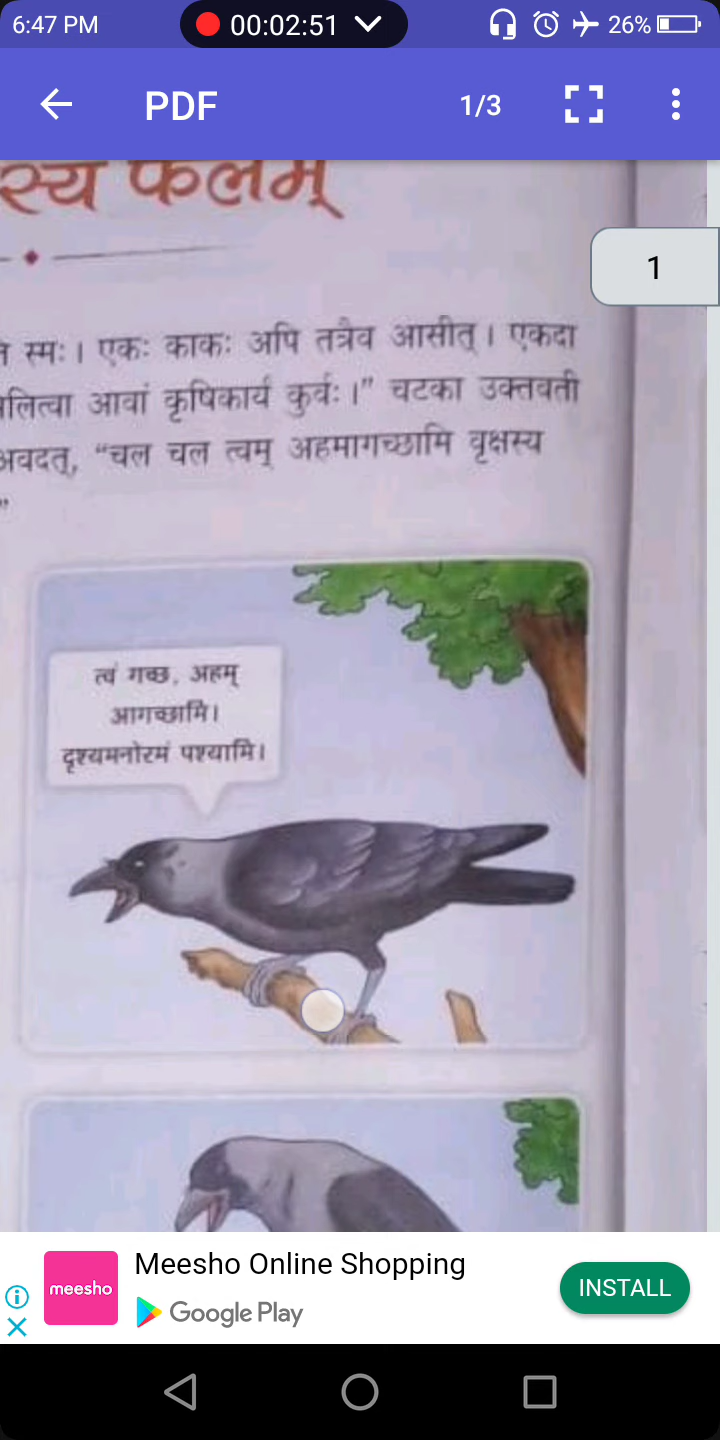 6:47 PM 00:02:51 26%
PDF 1/3
स्य फलम्
1
स्मः। एकः काकः अपि तत्रैव आसीत्। एकदा
आवां कृषिकार्यं कुर्वः।” चटका उक्तवती
अवदत्, “चल चल त्वम् अहमागच्छामि वृक्षस्य
”
त्वं गच्छ, अहम्
आगच्छामि।
दृश्यमनोरमं पश्यामि।
Meesho Online Shopping
meesho
INSTALL
Google Play